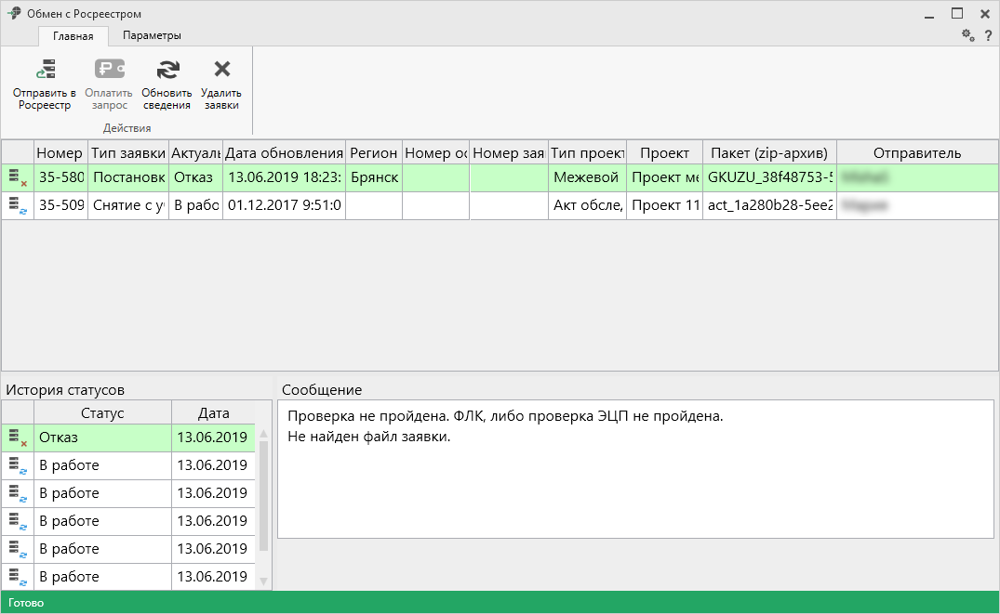 Обмен с Росреестром
Главная Параметры
?
Отправить в Росреестр
Оплатить запрос
Обновить сведения
Удалить заявки
Действия
Номер Тип заявки Актуаль Дата обновления Регион Номер ос Номер зая Тип проект Проект Пакет (zip-архив) Отправитель
35-580 Постановк Отказ 13.06.2019 18:23: Брянск Межевой Проект ме GKUZU_38f48753-5
35-509 Снятие с у В рабо 01.12.2017 9:51:0 Акт обсле, Проект 11 act_1a280b28-5ee2
История статусов
Статус Дата
Отказ 13.06.2019
В работе 13.06.2019
В работе 13.06.2019
В работе 13.06.2019
В работе 13.06.2019
В работе 13.06.2019
Сообщение
Проверка не пройдена. ФЛК, либо проверка ЭЦП не пройдена.
Не найден файл заявки.
Готово